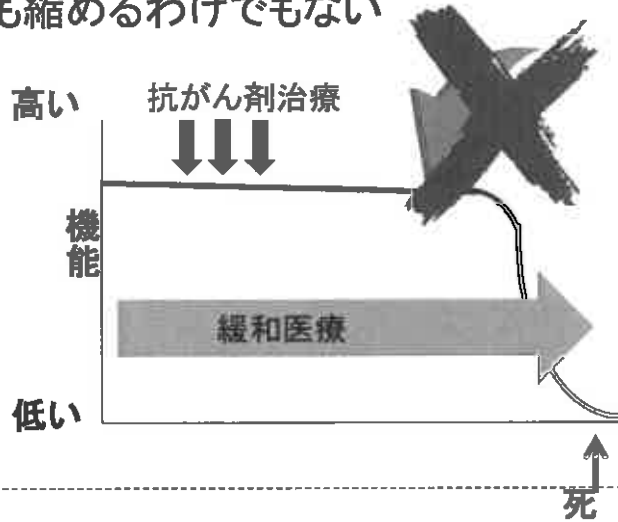 も縮めるわけでもない
高い
抗がん剤治療
機能
緩和医療
低い
死